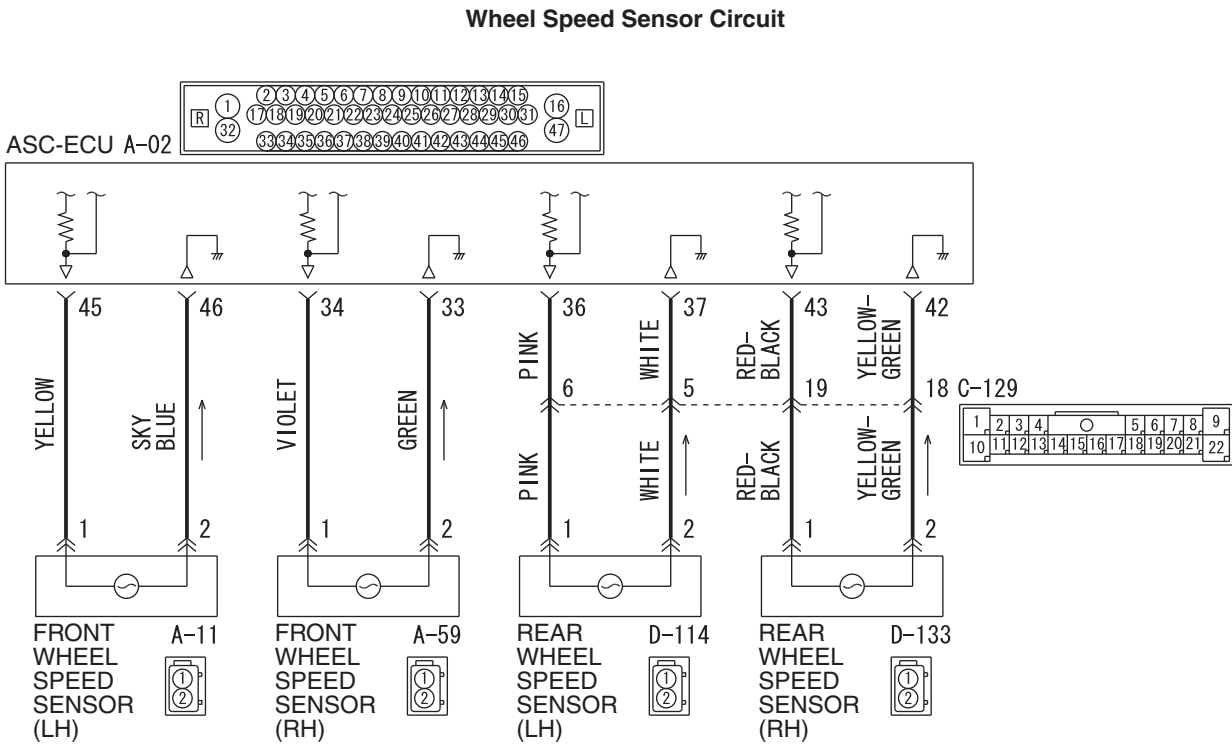 Wheel Speed Sensor Circuit
R 1 2 3 4 5 6 7 8 9 10 11 12 13 14 15 16 L
17 18 19 20 21 22 23 24 25 26 27 28 29 30 31
32 33 34 35 36 37 38 39 40 41 42 43 44 45 46 47
ASC-ECU A-02
45 46 34 33 36 37 43 42
YELLOW
SKY BLUE
VIOLET
GREEN
PINK
WHITE
RED-BLACK
YELLOW-GREEN
6 5 19 18 C-129
1 2 3 4 5 6 7 8 9
10 11 12 13 14 15 16 17 18 19 20 21 22
PINK
WHITE
RED-BLACK
YELLOW-GREEN
1 2 1 2 1 2 1 2
FRONT WHEEL SPEED SENSOR (LH)
A-11
1
2
FRONT WHEEL SPEED SENSOR (RH)
A-59
1
2
REAR WHEEL SPEED SENSOR (LH)
D-114
1
2
REAR WHEEL SPEED SENSOR (RH)
D-133
1
2